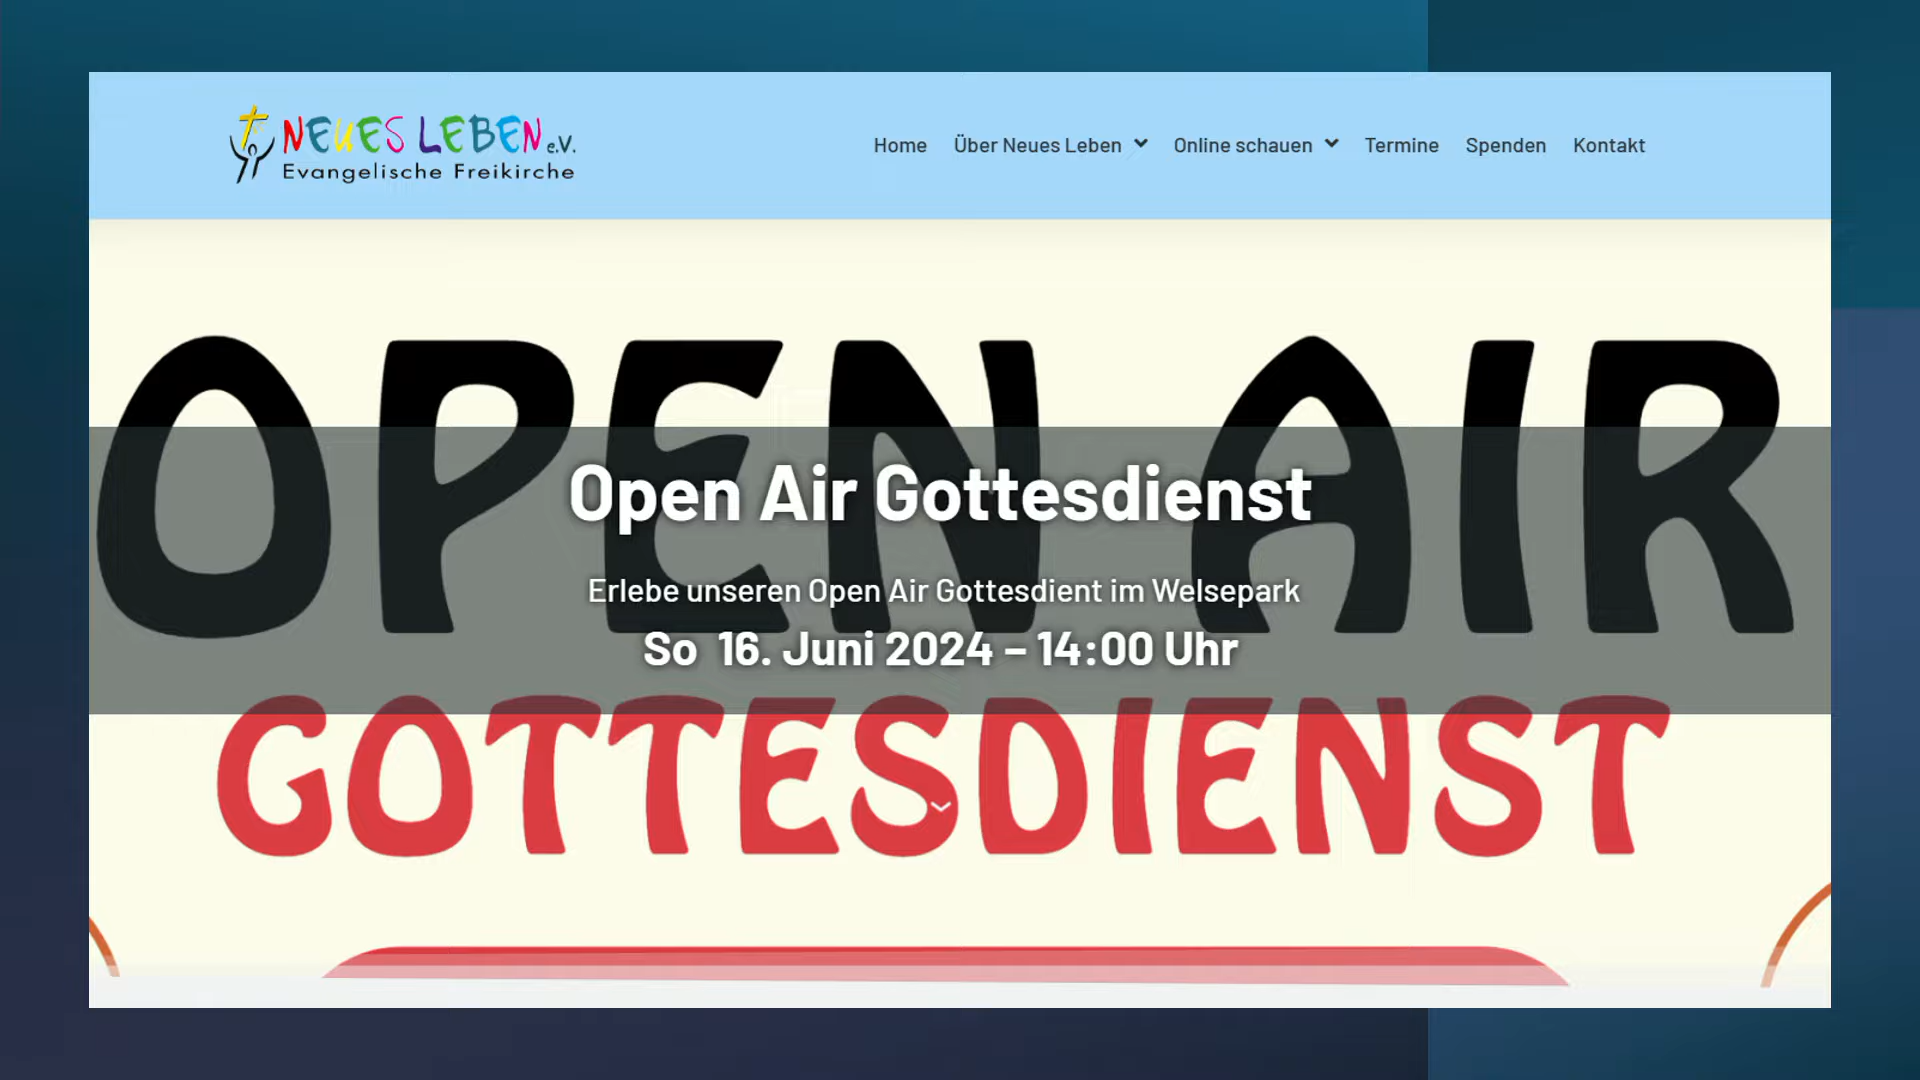 NEUES LEBEN e.V.
Evangelische Freikirche
Home Über Neues Leben Online schauen Termine Spenden Kontakt
OPEN AIR
Open Air Gottesdienst
Erlebe unseren Open Air Gottesdient im Welsepark
So 16. Juni 2024 – 14:00 Uhr
GOTTESDIENST